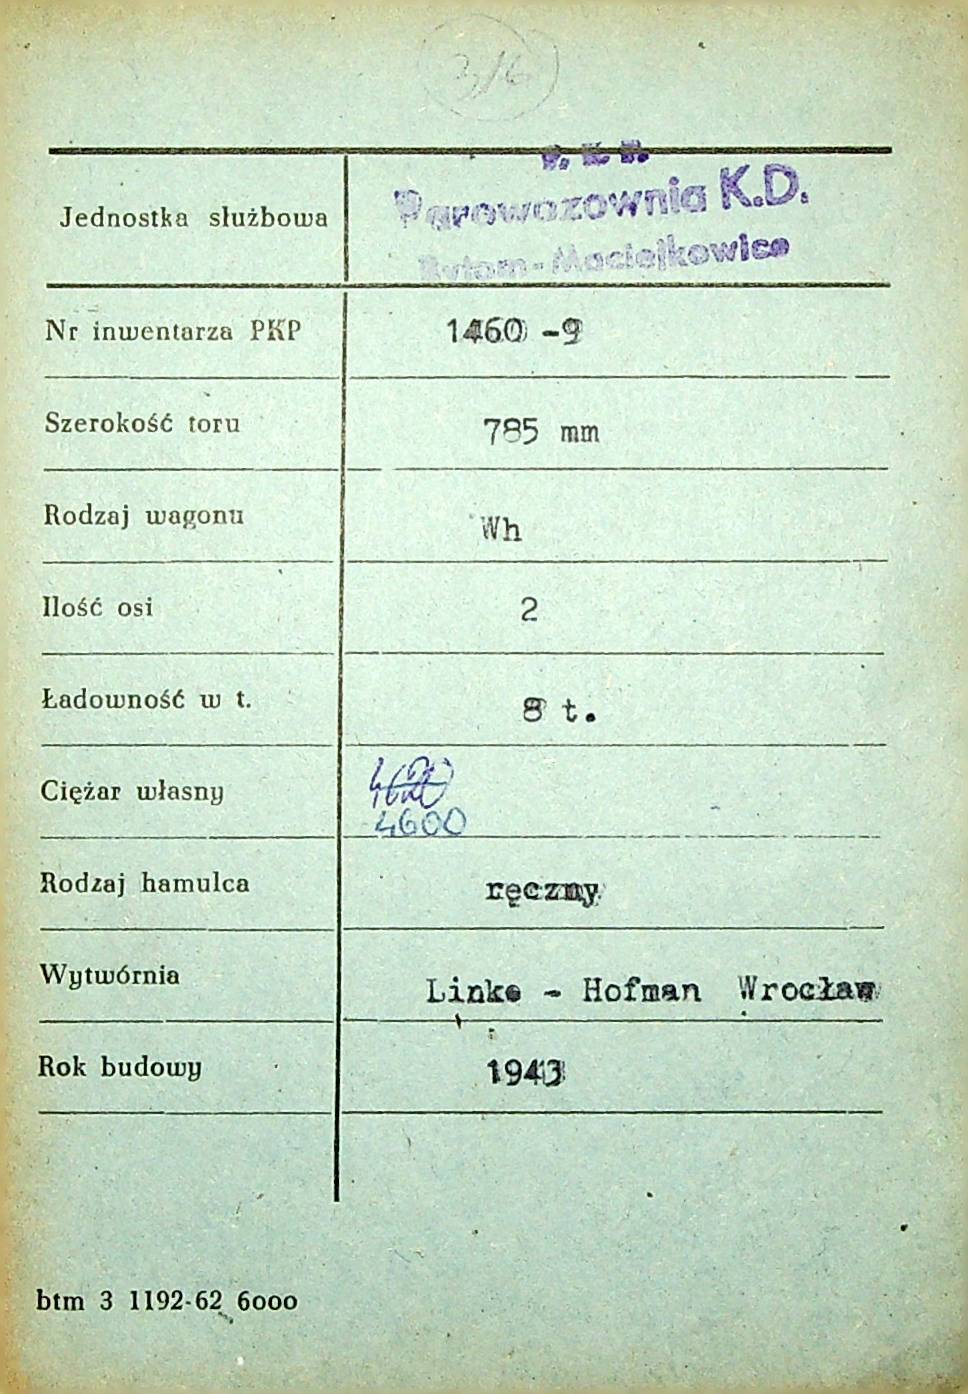 3/6
P. K. P.
Parowozownia K.D.
Bytom-Maciejkowice
Jednostka służbowa
Nr inwentarza PKP 1460 -9
Szerokość toru 785 mm
Rodzaj wagonu Wh
Ilość osi 2
Ładowność w t. 8 t.
Ciężar własny
4600
Rodzaj hamulca ręczny
Wytwórnia Linke - Hofman Wrocław
Rok budowy 1943
btm 3 1192-62 6000